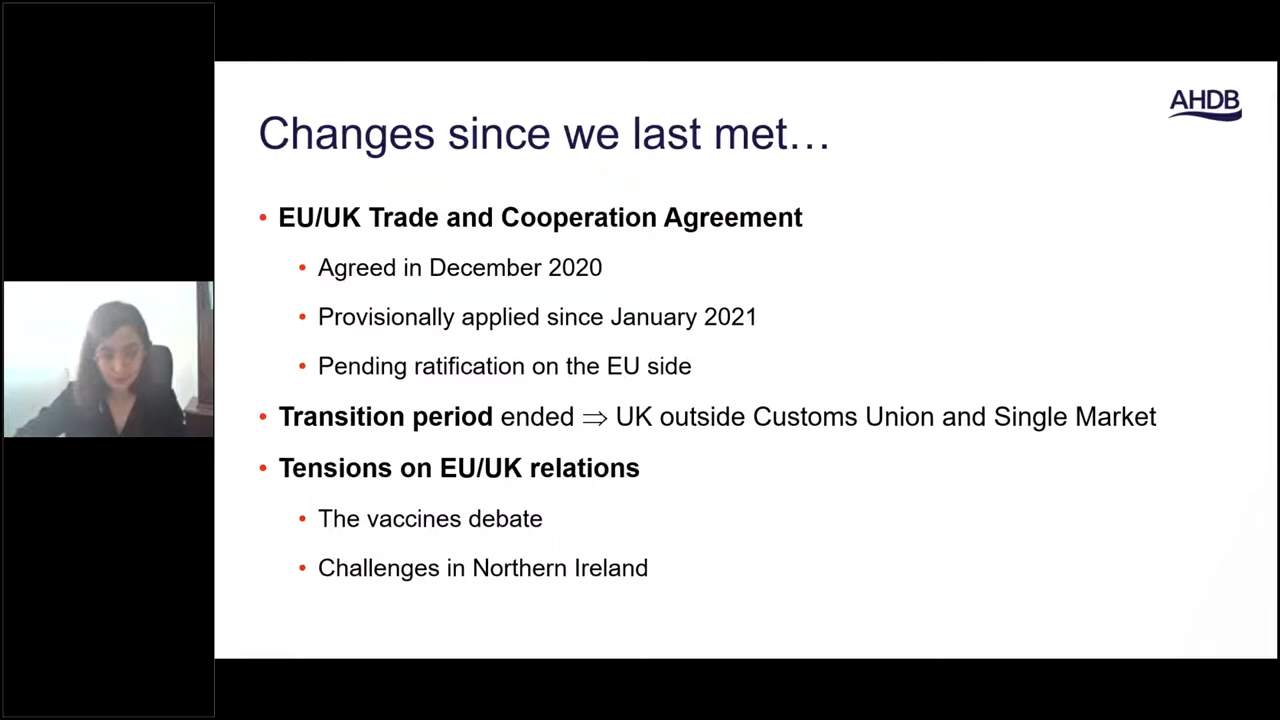 AHDB
Changes since we last met…
• EU/UK Trade and Cooperation Agreement
• Agreed in December 2020
• Provisionally applied since January 2021
• Pending ratification on the EU side
• Transition period ended ⇒ UK outside Customs Union and Single Market
• Tensions on EU/UK relations
• The vaccines debate
• Challenges in Northern Ireland